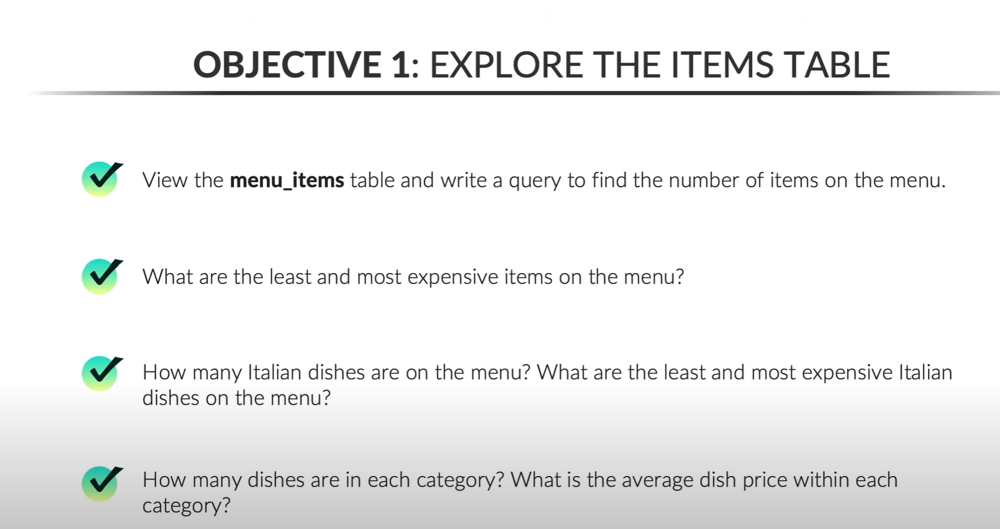 OBJECTIVE 1: EXPLORE THE ITEMS TABLE
View the menu_items table and write a query to find the number of items on the menu.
What are the least and most expensive items on the menu?
How many Italian dishes are on the menu? What are the least and most expensive Italian
dishes on the menu?
How many dishes are in each category? What is the average dish price within each
category?